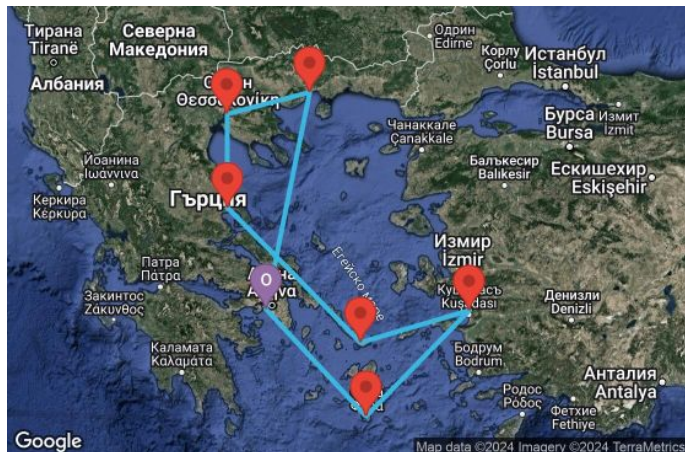 Тирана
Tiranë
Северна
Македония
Албания
Одрин
Edirne
Корлу
Çorlu
Истанбул
İstanbul
Θεσσαλονίκη
Чанаккале
Çanakkale
Бурса
Bursa
Измит
İzmit
Балъкесир
Balıkesir
Ескишехир
Eskişehir
Йоанина
Ιωάννινα
Керкира
Κέρκυρα
Гърция
Егейско
Измир
İzmir
Патра
Πάτρα
O
Закинтос
Ζάκυνθος
Kuşadası
Денизли
Denizli
Каламата
Καλαμάτα
Бодрум
Bodrum
Анталия
Antalya
Родос
Ρόδος
Фетхие
Fethiye
Google
Map data ©2024 Imagery ©2024 TerraMetrics